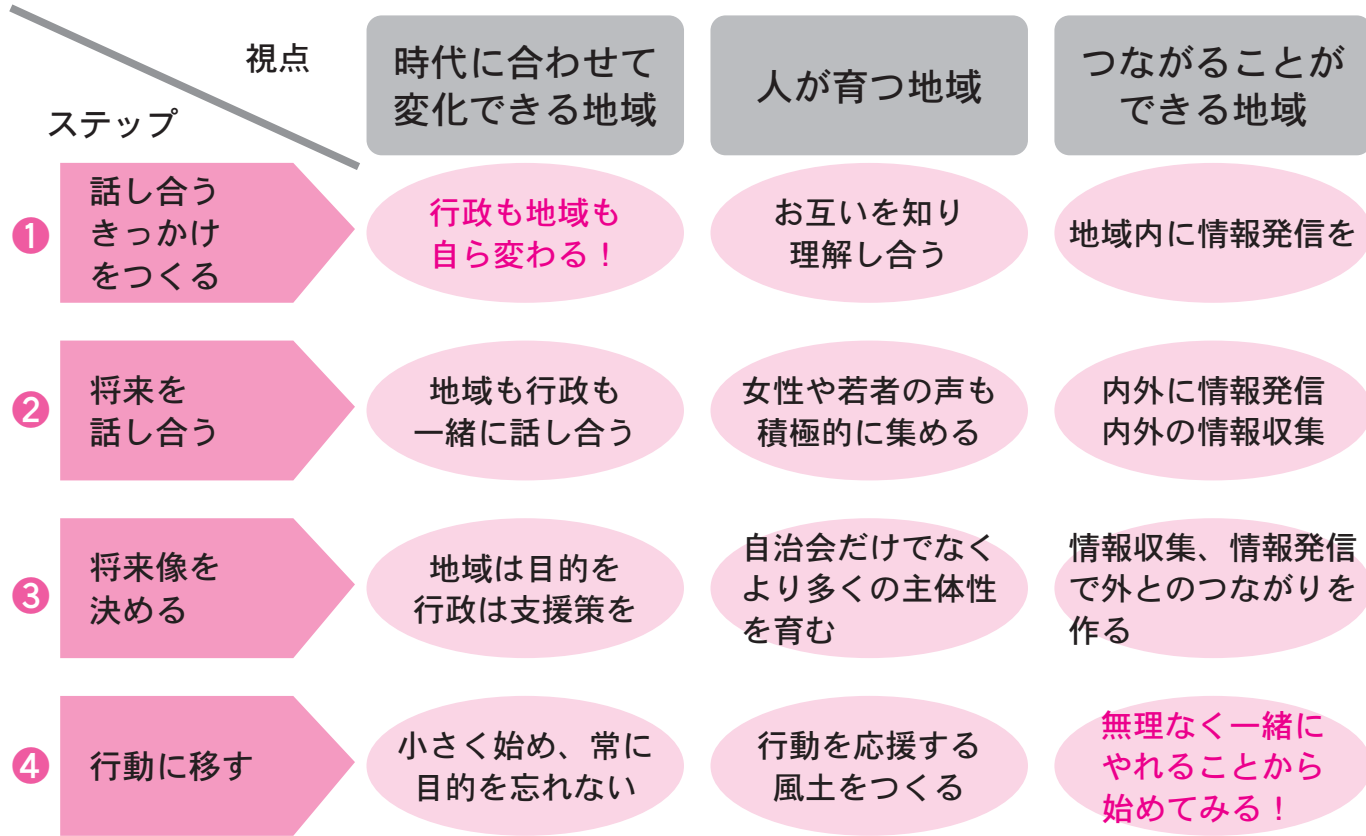 視点
ステップ
時代に合わせて
変化できる地域
人が育つ地域
つながることが
できる地域
❶
話し合う
きっかけ
をつくる
行政も地域も
自ら変わる！
お互いを知り
理解し合う
地域内に情報発信を
❷
将来を
話し合う
地域も行政も
一緒に話し合う
女性や若者の声も
積極的に集める
内外に情報発信
内外の情報収集
❸
将来像を
決める
地域は目的を
行政は支援策を
自治会だけでなく
より多くの主体性
を育む
情報収集、情報発信
で外とのつながりを
作る
❹
行動に移す
小さく始め、常に
目的を忘れない
行動を応援する
風土をつくる
無理なく一緒に
やれることから
始めてみる！